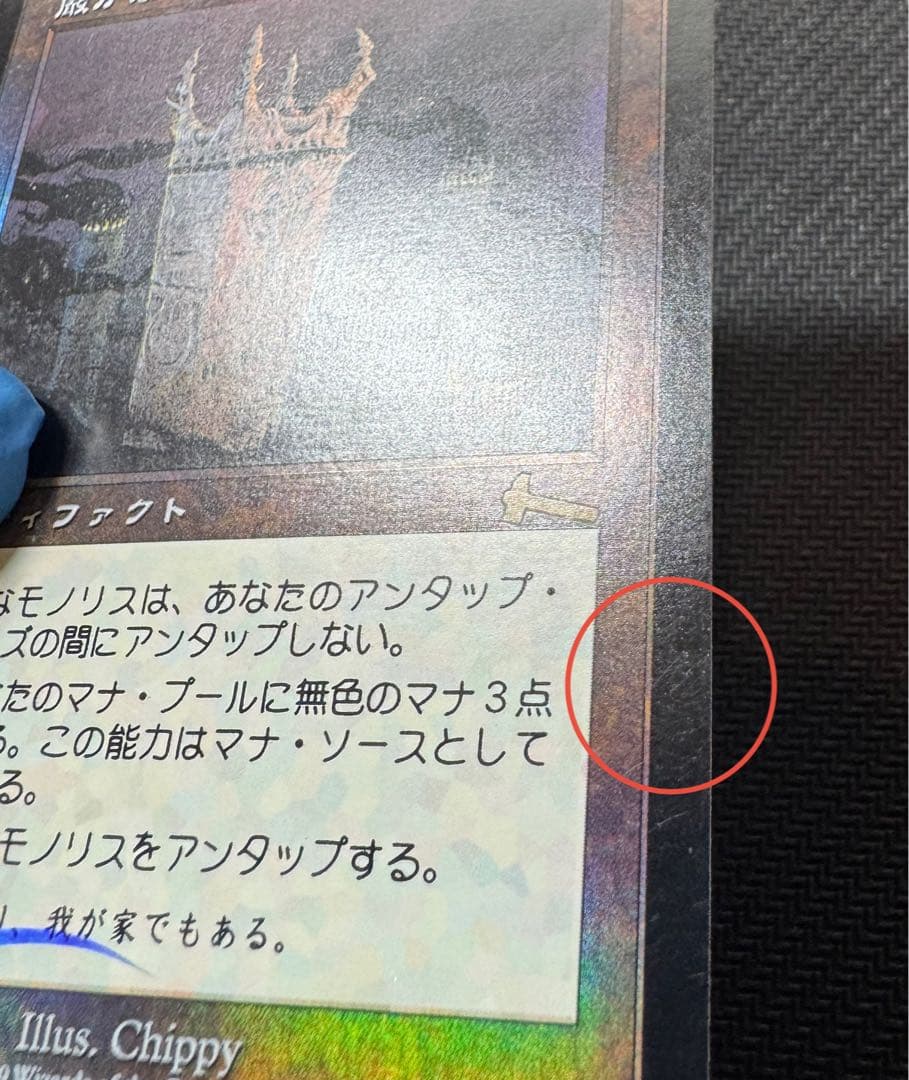 ィファクト
なモノリスは、あなたのアンタップ・
ズの間にアンタップしない。
たのマナ・プールに無色のマナ３点
る。この能力はマナ・ソースとして
る。
モノリスをアンタップする。
、我が家でもある。
Illus. Chippy